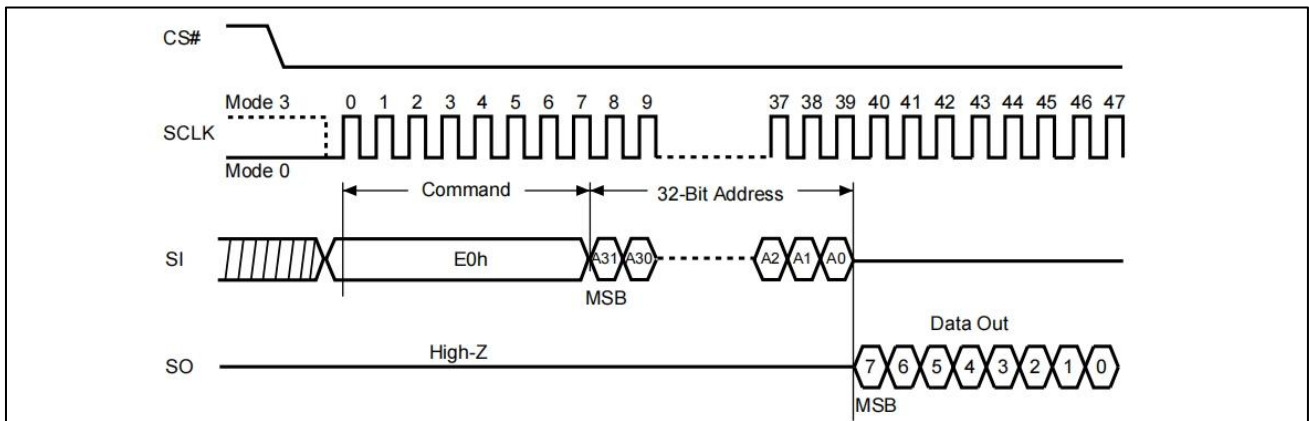 CS#
Mode 3 0 1 2 3 4 5 6 7 8 9 37 38 39 40 41 42 43 44 45 46 47
SCLK
Mode 0
Command 32-Bit Address
SI E0h A31 A30 A2 A1 A0
MSB
Data Out
High-Z
SO 7 6 5 4 3 2 1 0
MSB